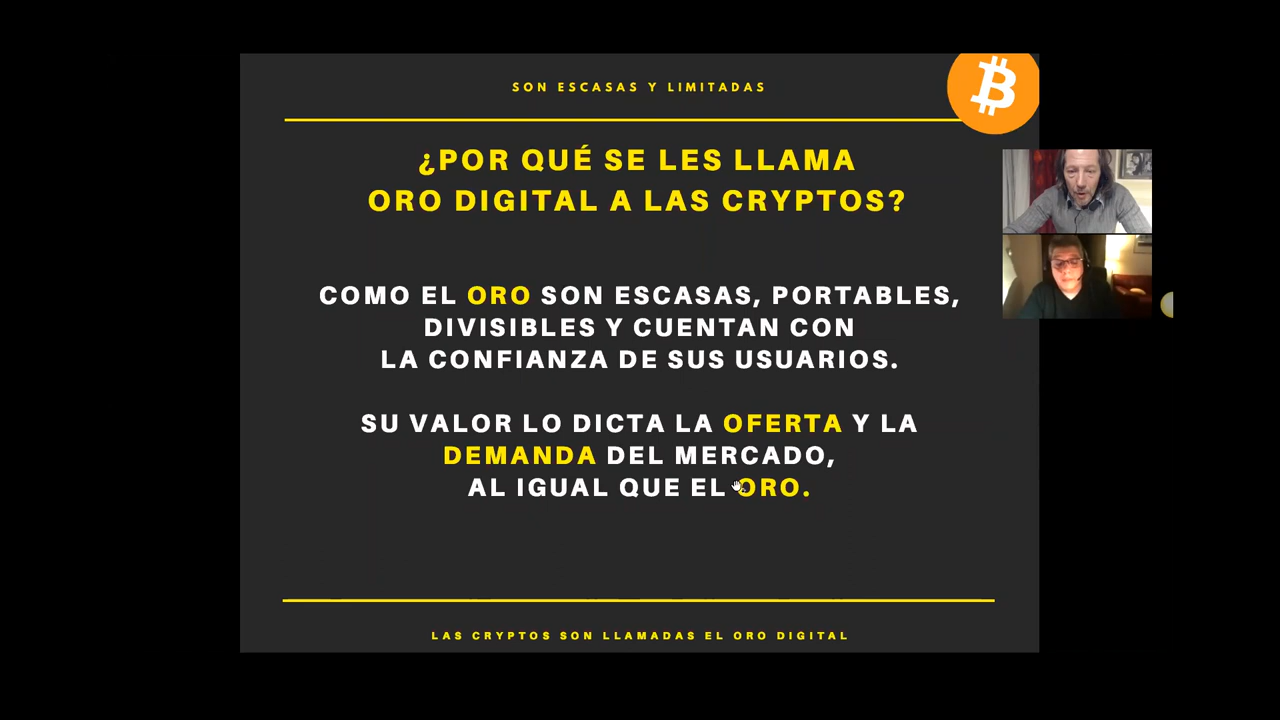 SON ESCASAS Y LIMITADAS
¿POR QUÉ SE LES LLAMA
ORO DIGITAL A LAS CRYPTOS?
COMO EL ORO SON ESCASAS, PORTABLES,
DIVISIBLES Y CUENTAN CON
LA CONFIANZA DE SUS USUARIOS.
SU VALOR LO DICTA LA OFERTA Y LA
DEMANDA DEL MERCADO,
AL IGUAL QUE EL ORO.
LAS CRYPTOS SON LLAMADAS EL ORO DIGITAL